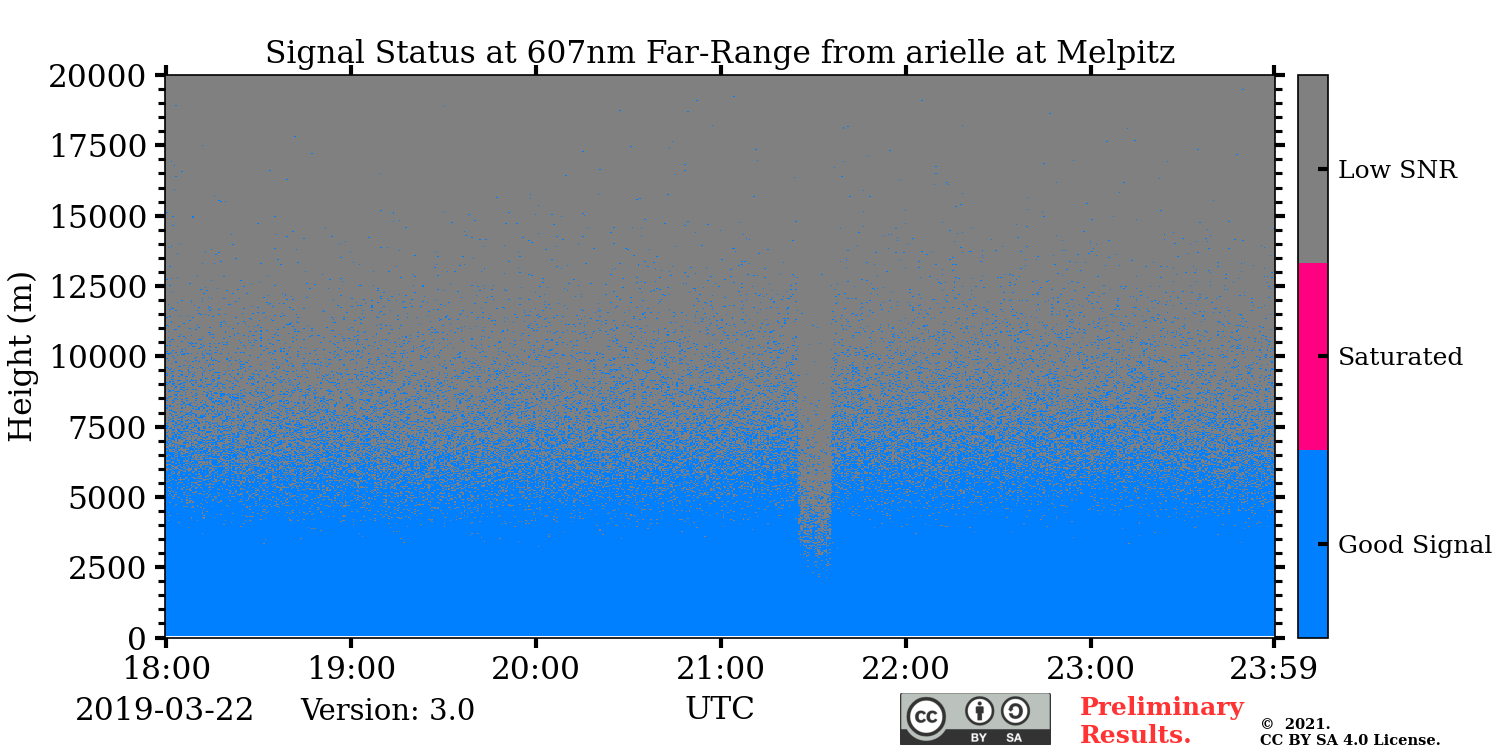 Signal Status at 607nm Far-Range from arielle at Melpitz
Height (m)
20000
17500
15000
12500
10000
7500
5000
2500
0
18:00 19:00 20:00 21:00 22:00 23:00 23:59
UTC
Low SNR
Saturated
Good Signal
2019-03-22 Version: 3.0
cc BY SA
Preliminary
Results.
© 2021.
CC BY SA 4.0 License.